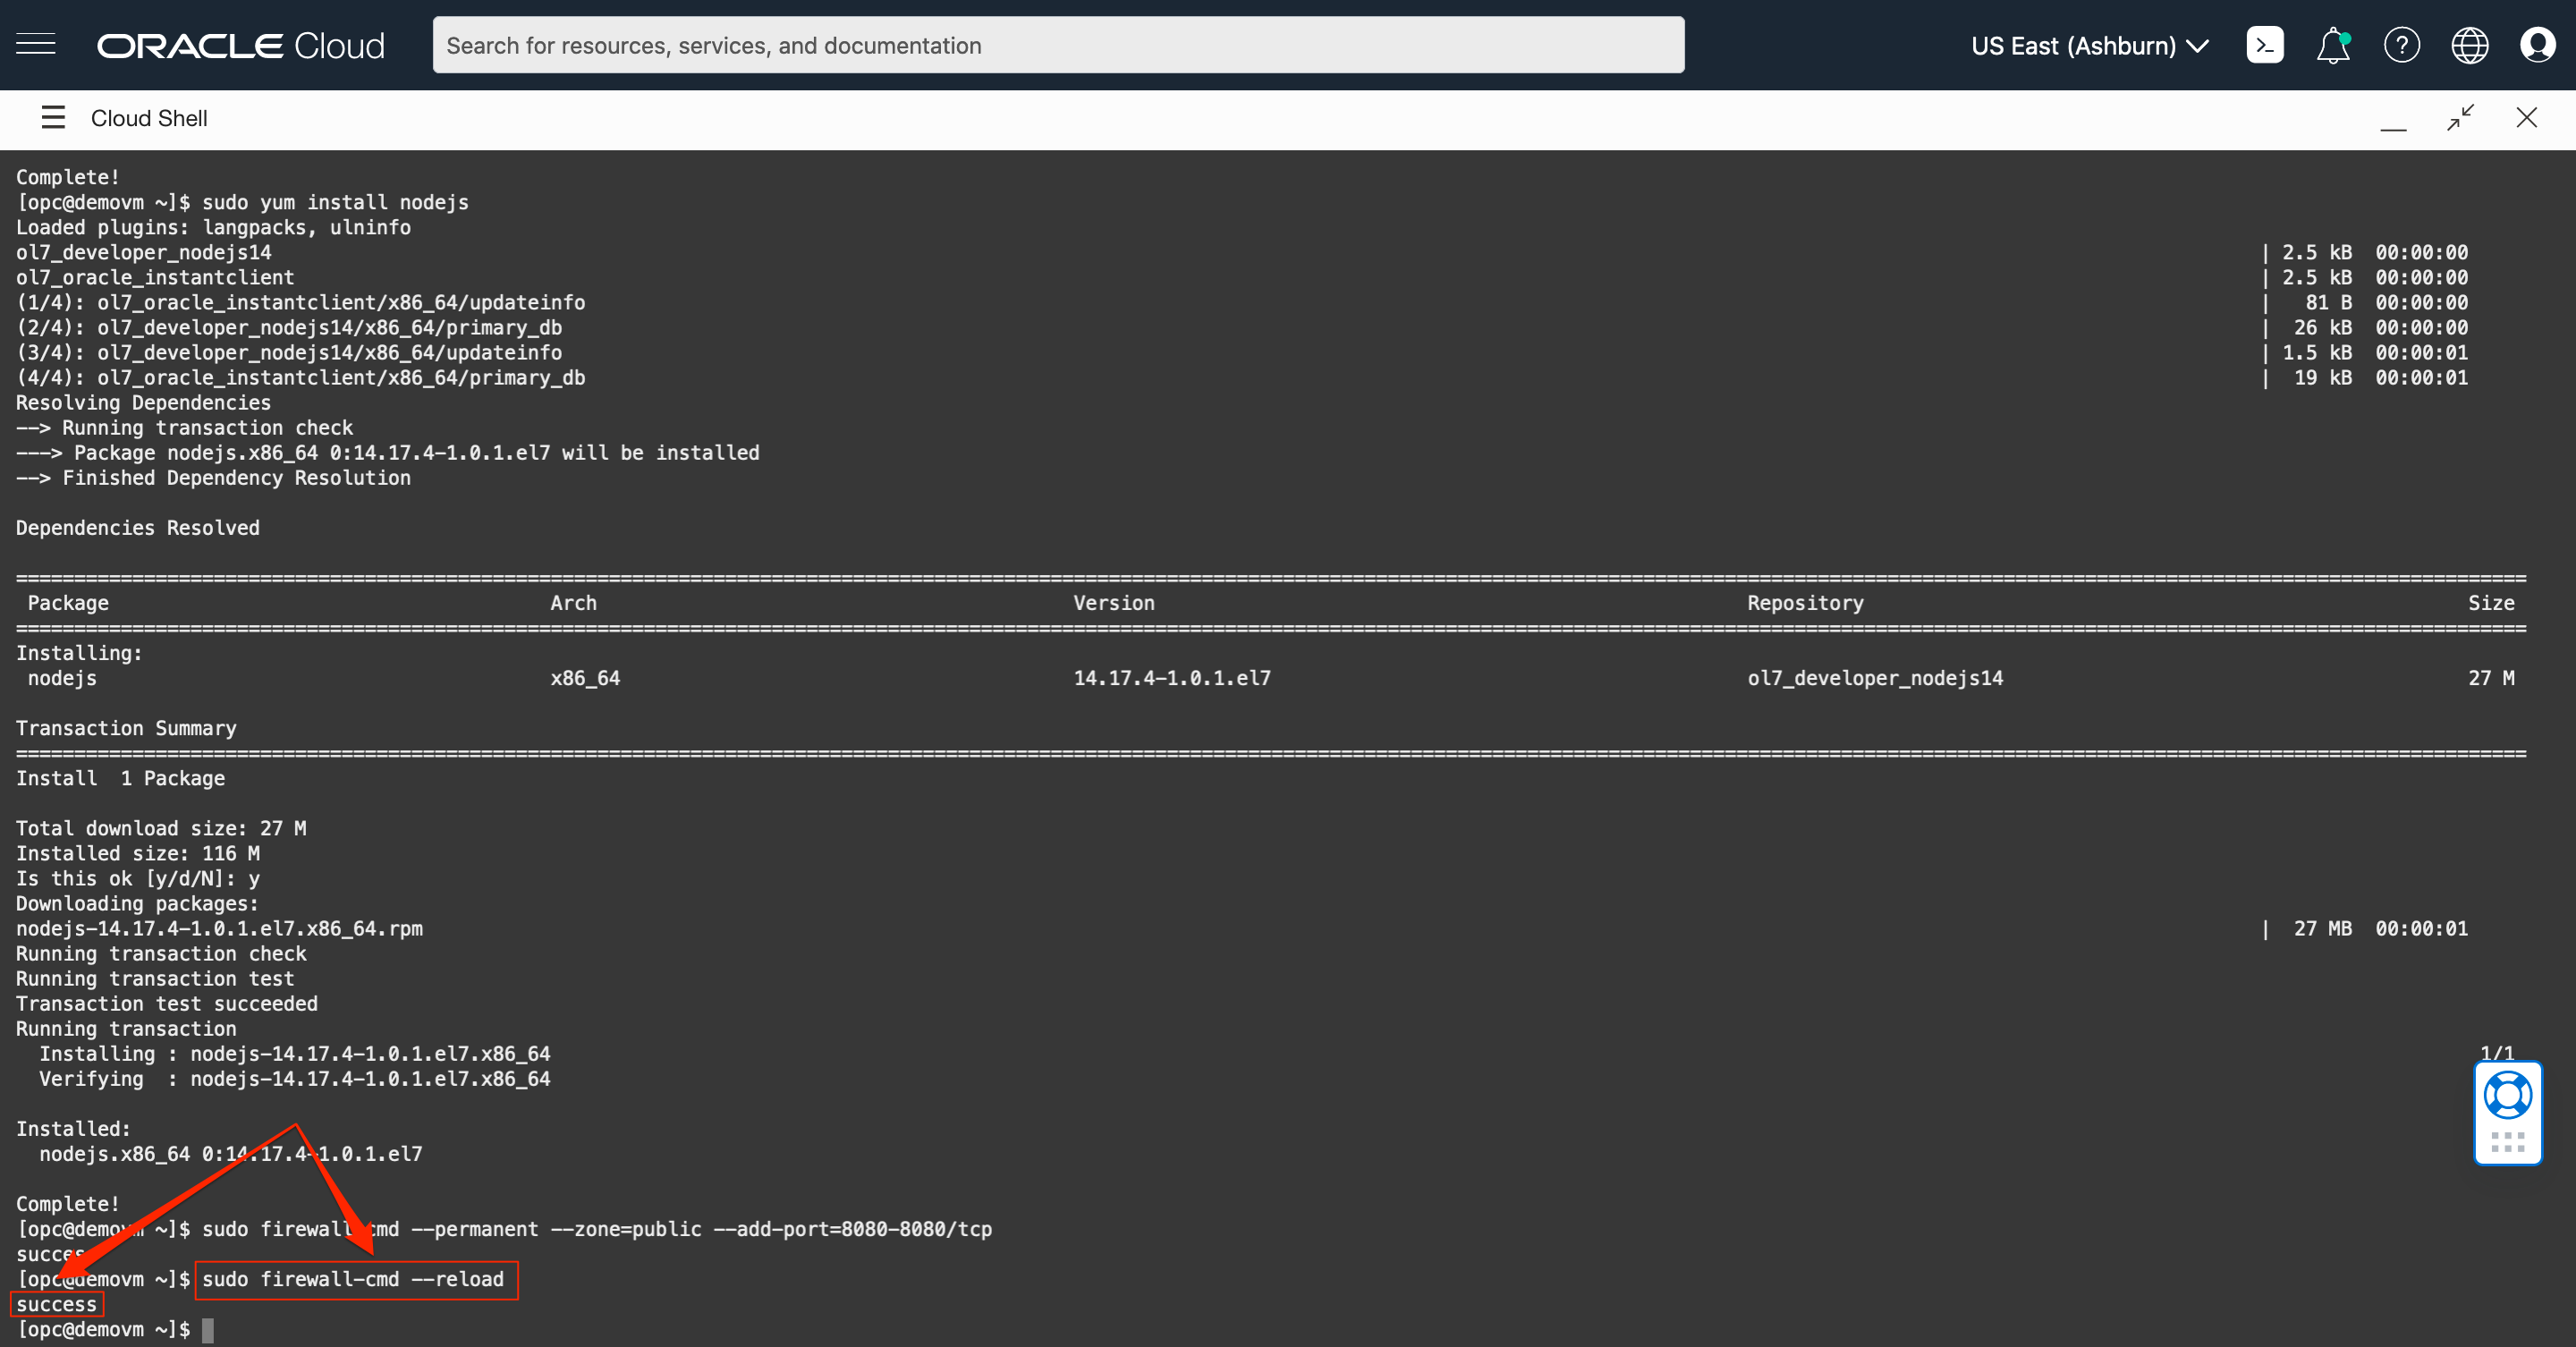 ORACLE Cloud
Search for resources, services, and documentation
US East (Ashburn)
Cloud Shell
Complete!
[opc@demovm ~]$ sudo yum install nodejs
Loaded plugins: langpacks, ulninfo
ol7_developer_nodejs14 | 2.5 kB 00:00:00
ol7_oracle_instantclient | 2.5 kB 00:00:00
(1/4): ol7_oracle_instantclient/x86_64/updateinfo | 81 B 00:00:00
(2/4): ol7_developer_nodejs14/x86_64/primary_db | 26 kB 00:00:00
(3/4): ol7_developer_nodejs14/x86_64/updateinfo | 1.5 kB 00:00:01
(4/4): ol7_oracle_instantclient/x86_64/primary_db | 19 kB 00:00:01
Resolving Dependencies
--> Running transaction check
---> Package nodejs.x86_64 0:14.17.4-1.0.1.el7 will be installed
--> Finished Dependency Resolution
Dependencies Resolved
Package Arch Version Repository Size
Installing:
nodejs x86_64 14.17.4-1.0.1.el7 ol7_developer_nodejs14 27 M
Transaction Summary
Install 1 Package
Total download size: 27 M
Installed size: 116 M
Is this ok [y/d/N]: y
Downloading packages:
nodejs-14.17.4-1.0.1.el7.x86_64.rpm | 27 MB 00:00:01
Running transaction check
Running transaction test
Transaction test succeeded
Running transaction
Installing : nodejs-14.17.4-1.0.1.el7.x86_64 1/1
Verifying : nodejs-14.17.4-1.0.1.el7.x86_64
Installed:
nodejs.x86_64 0:14.17.4-1.0.1.el7
Complete!
[opc@demovm ~]$ sudo firewall-cmd --permanent --zone=public --add-port=8080-8080/tcp
success
[opc@demovm ~]$ sudo firewall-cmd --reload
success
[opc@demovm ~]$